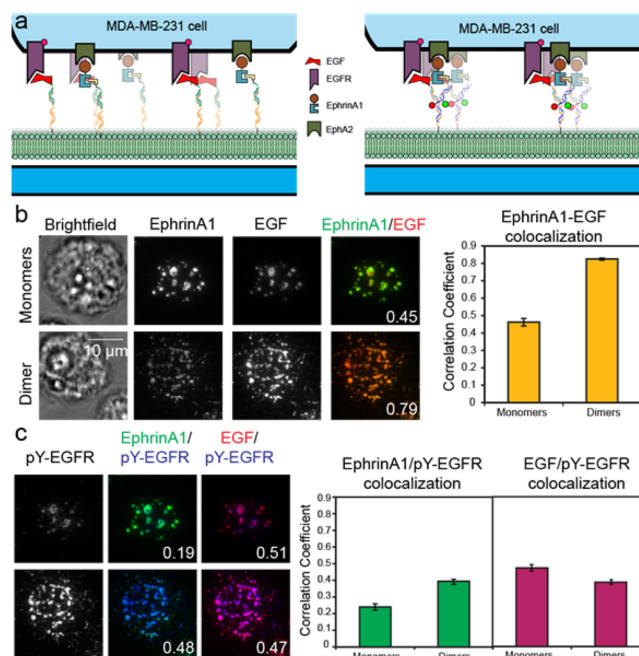 a
MDA-MB-231 cell
MDA-MB-231 cell
EGF
EGFR
EphrinA1
EphA2
b
Brightfield
EphrinA1
EGF
EphrinA1/EGF
Monomers
0.45
Dimer
10 µm
0.79
EphrinA1-EGF
colocalization
Correlation Coefficient
0.9
0.8
0.7
0.6
0.5
0.4
0.3
0.2
0.1
0
Monomers
Dimers
c
pY-EGFR
EphrinA1/
pY-EGFR
EGF/
pY-EGFR
0.19
0.51
0.48
0.47
EphrinA1/pY-EGFR
colocalization
EGF/pY-EGFR
colocalization
Correlation Coefficient
0.9
0.8
0.7
0.6
0.5
0.4
0.3
0.2
0.1
0
Monomers
Dimers
Monomers
Dimers